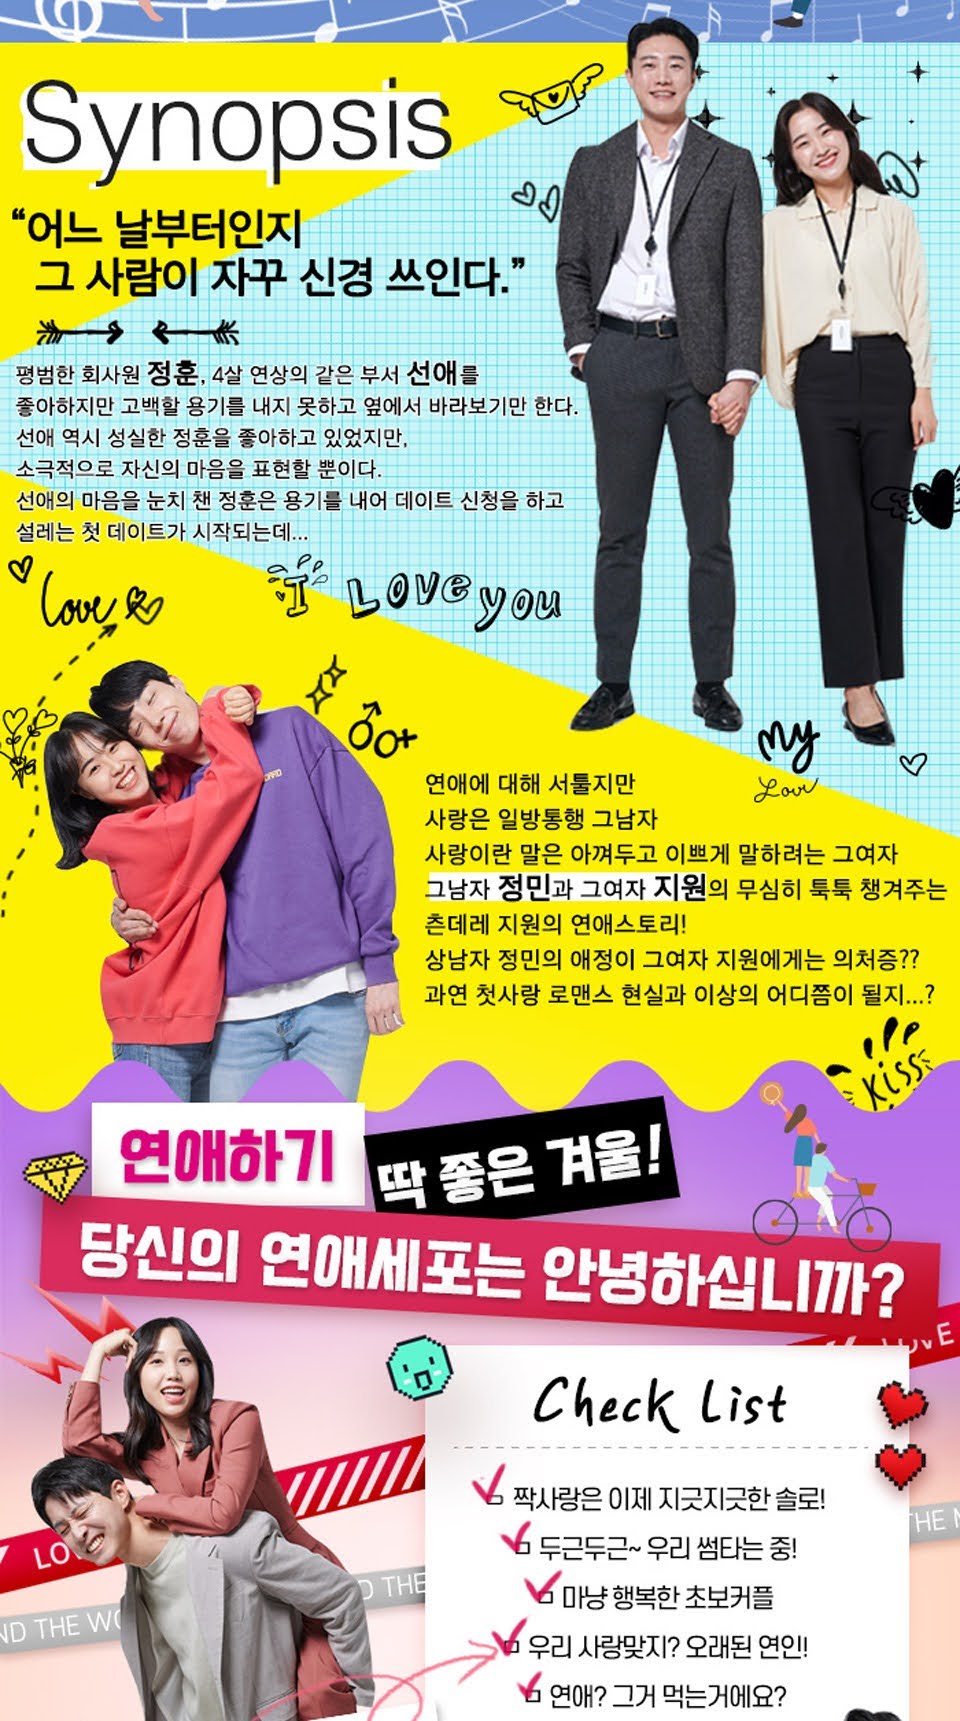 Synopsis
“어느 날부터인지
그 사람이 자꾸 신경 쓰인다.”
평범한 회사원 정훈, 4살 연상의 같은 부서 선애를
좋아하지만 고백할 용기를 내지 못하고 옆에서 바라보기만 한다.
선애 역시 성실한 정훈을 좋아하고 있었지만,
소극적으로 자신의 마음을 표현할 뿐이다.
선애의 마음을 눈치 챈 정훈은 용기를 내어 데이트 신청을 하고
설레는 첫 데이트가 시작되는데...
love
I Love you
My
Love
연애에 대해 서툴지만
사랑은 일방통행 그남자
사랑이란 말은 아껴두고 이쁘게 말하려는 그여자
그남자 정민과 그여자 지원의 무심히 툭툭 챙겨주는
츤데레 지원의 연애스토리!
상남자 정민의 애정이 그여자 지원에게는 의처증??
과연 첫사랑 로맨스 현실과 이상의 어디쯤이 될지...?
Kiss
연애하기
딱 좋은 겨울!
당신의 연애세포는 안녕하십니까?
LOVE
Check List
짝사랑은 이제 지긋지긋한 솔로!
두근두근~ 우리 썸타는 중!
마냥 행복한 초보커플
우리 사랑맞지? 오래된 연인!
연애? 그거 먹는거에요?